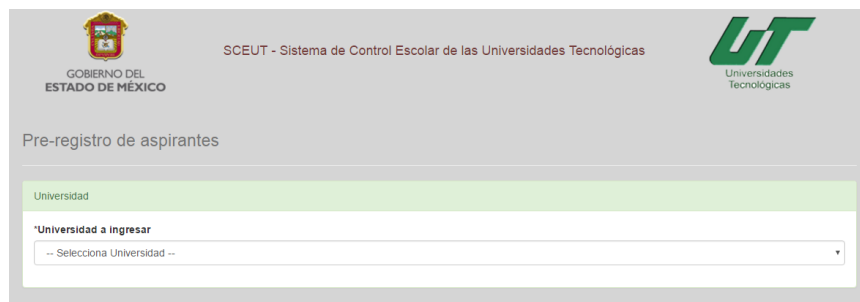 GOBIERNO DEL
ESTADO DE MÉXICO
SCEUT - Sistema de Control Escolar de las Universidades Tecnológicas
UT
Universidades
Tecnológicas
Pre-registro de aspirantes
Universidad
*Universidad a ingresar
-- Selecciona Universidad --